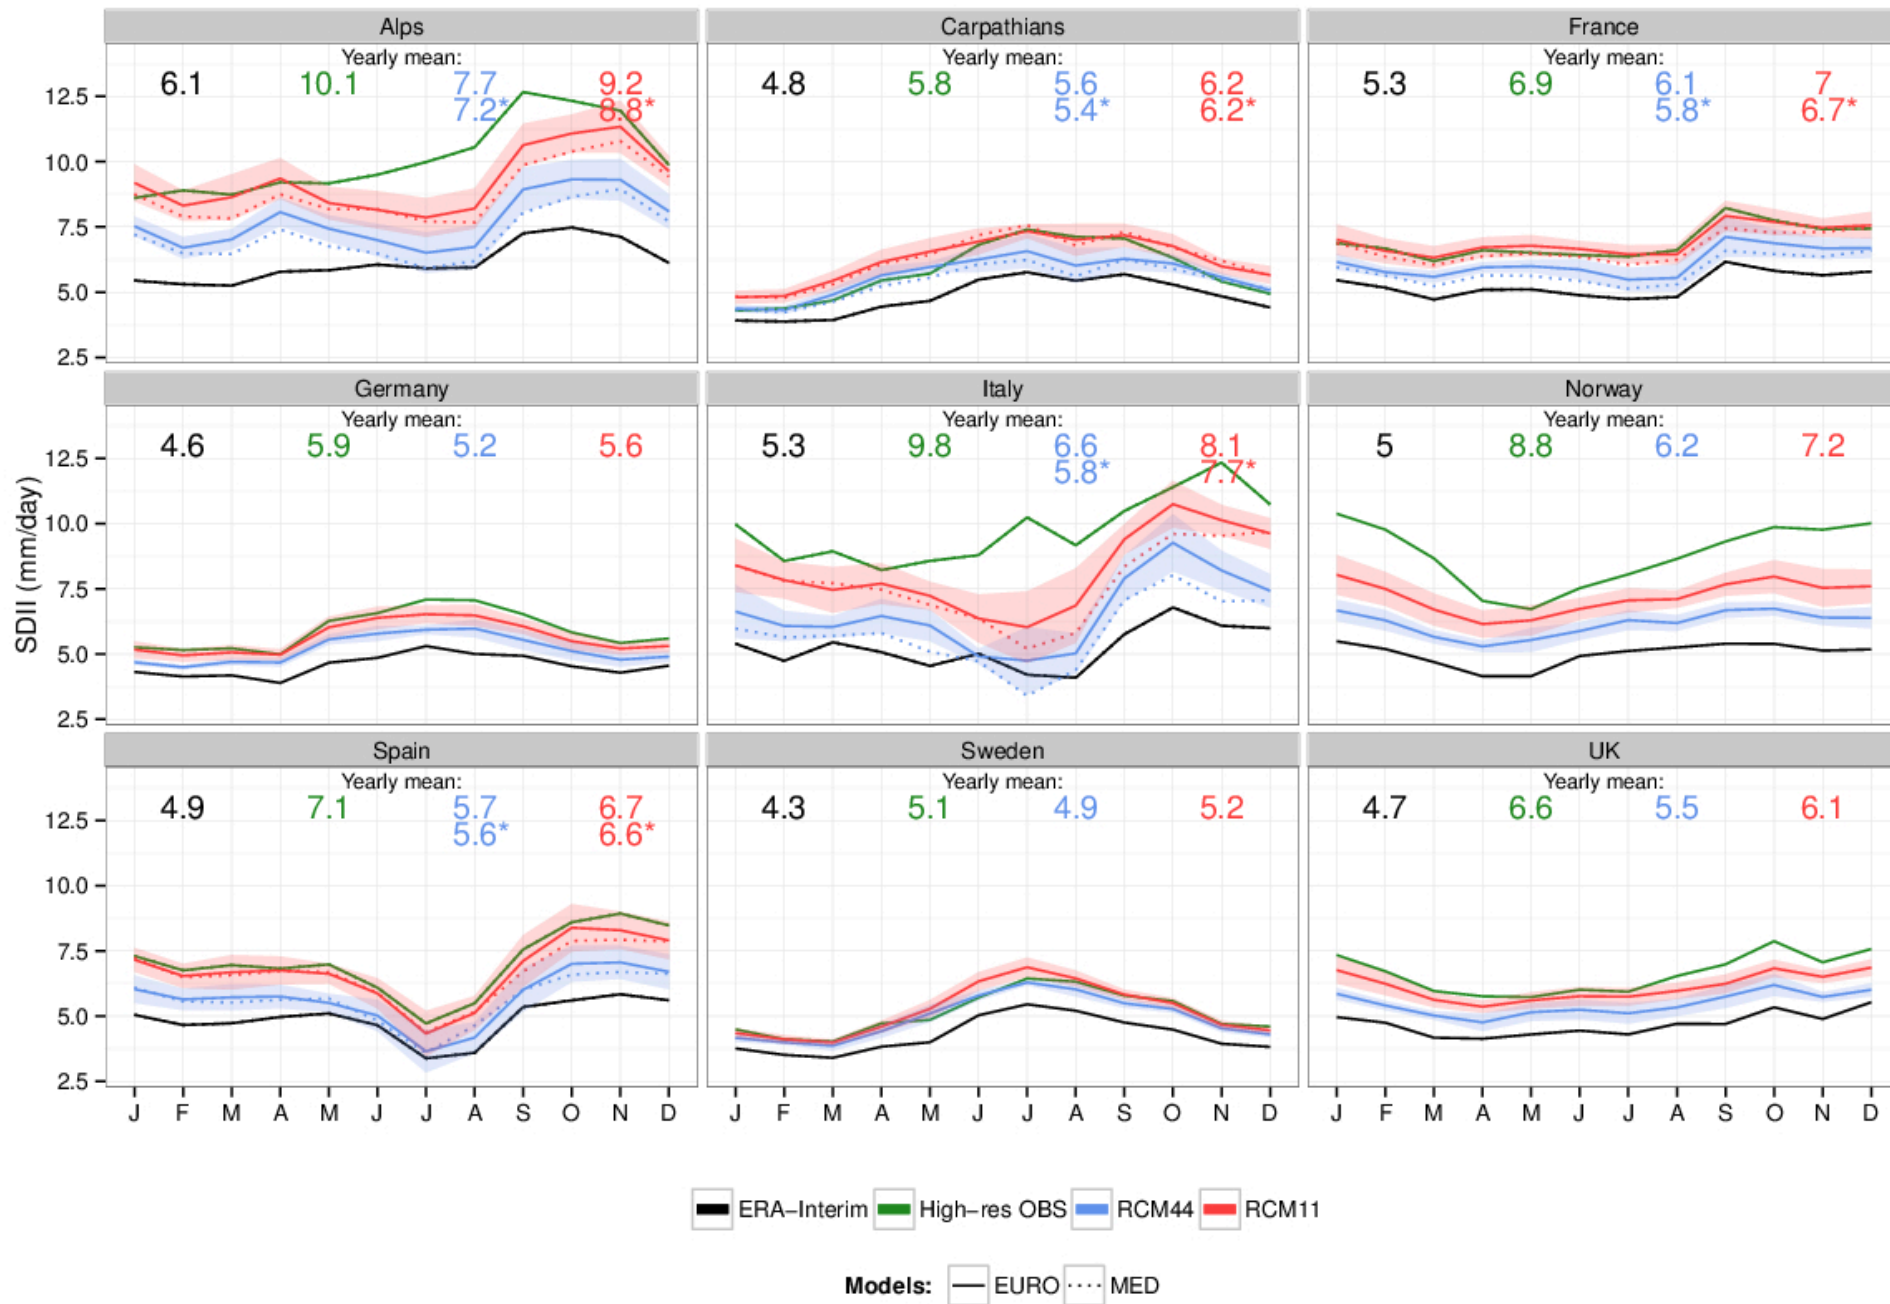 Alps Carpathians France
Yearly mean: Yearly mean: Yearly mean:
6.1 10.1 7.7 9.2 4.8 5.8 5.6 6.2 5.3 6.9 6.1 7
7.2* 8.8* 5.4* 6.2* 5.8* 6.7*
12.5
10.0
7.5
5.0
2.5
Germany Italy Norway
Yearly mean: Yearly mean: Yearly mean:
4.6 5.9 5.2 5.6 5.3 9.8 6.6 8.1 5 8.8 6.2 7.2
5.8* 7.7*
12.5
10.0
7.5
5.0
2.5
SDII (mm/day)
Spain Sweden UK
Yearly mean: Yearly mean: Yearly mean:
4.9 7.1 5.7 6.7 4.3 5.1 4.9 5.2 4.7 6.6 5.5 6.1
5.6* 6.6*
12.5
10.0
7.5
5.0
2.5
J F M A M J J A S O N D J F M A M J J A S O N D J F M A M J J A S O N D
ERA−Interim High−res OBS RCM44 RCM11
Models: EURO MED